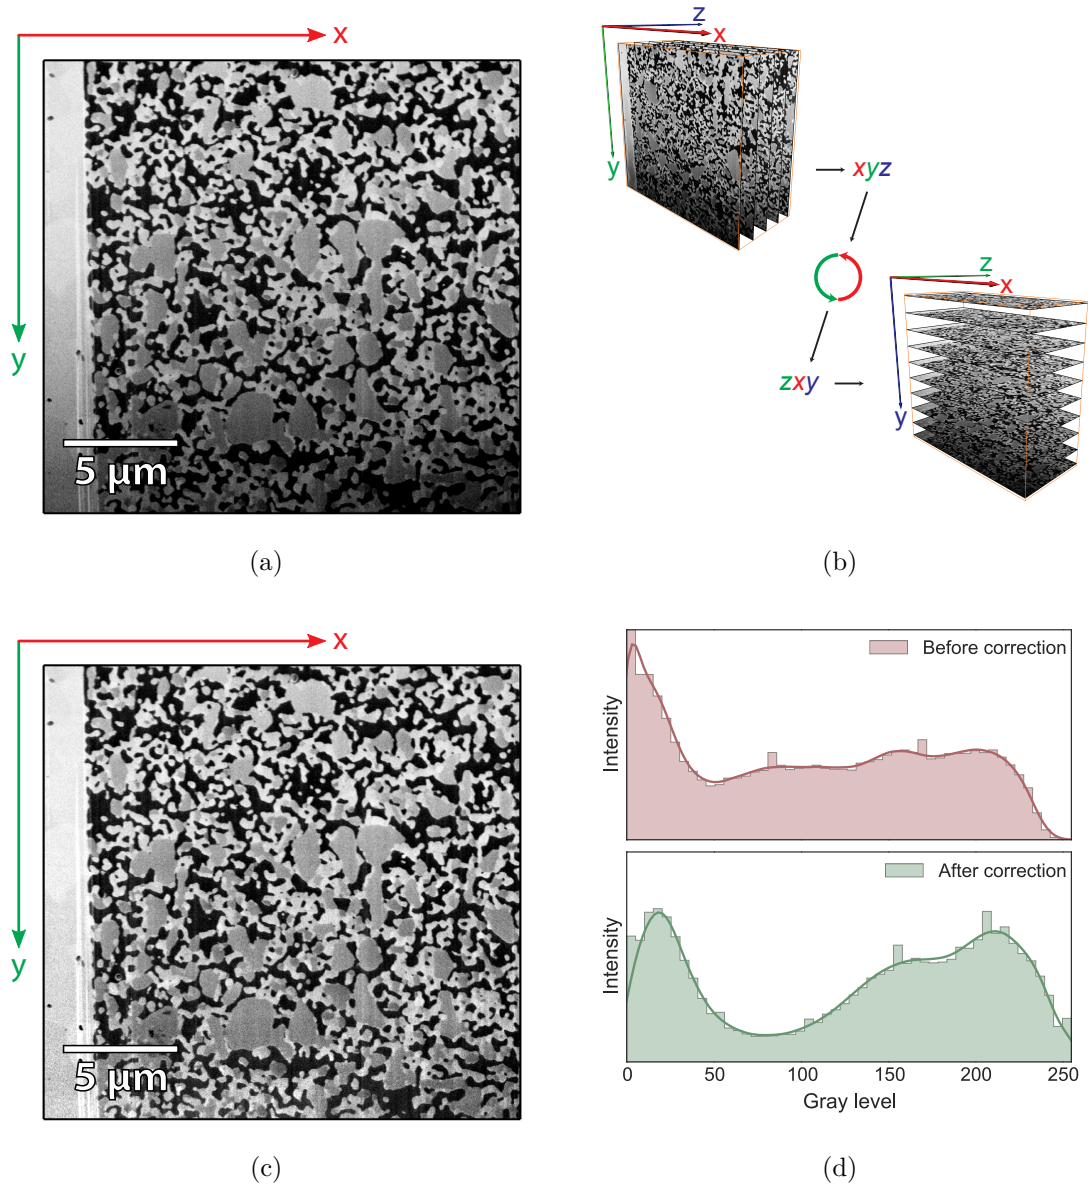 x
y
5 μm
(a)
z
x
y
xyz
z
x
y
zxy
(b)
x
y
5 μm
(c)
Before correction
Intensity
After correction
Intensity
0 50 100 150 200 250
Gray level
(d)